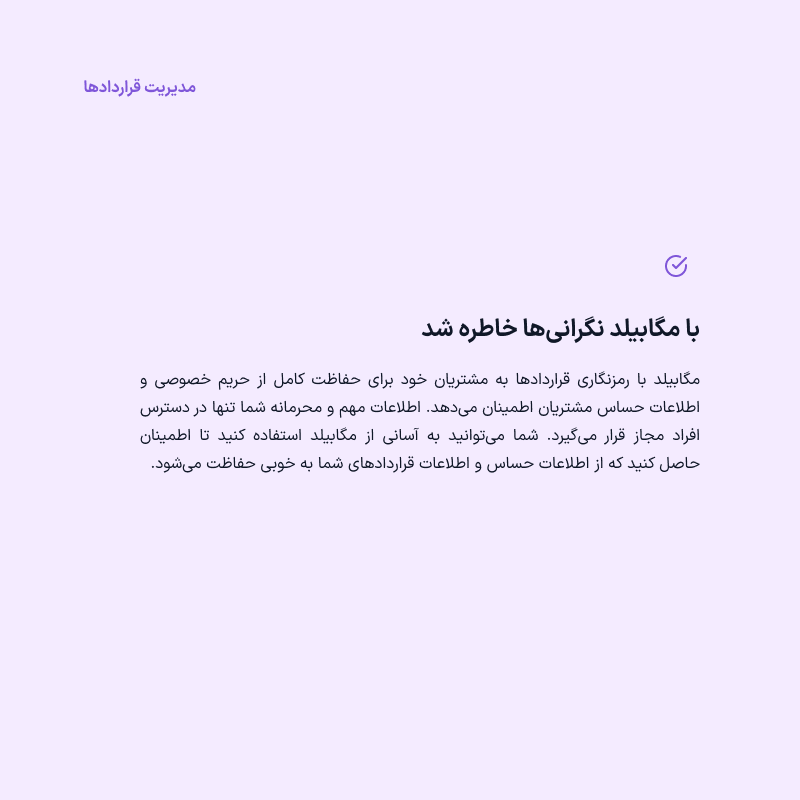 مدیریت قراردادها
با مگابیلد نگرانی‌ها خاطره شد
مگابیلد با رمزنگاری قراردادها به مشتریان خود برای حفاظت کامل از حریم خصوصی و
اطلاعات حساس مشتریان اطمینان می‌دهد. اطلاعات مهم و محرمانه شما تنها در دسترس
افراد مجاز قرار می‌گیرد. شما می‌توانید به آسانی از مگابیلد استفاده کنید تا اطمینان
حاصل کنید که از اطلاعات حساس و اطلاعات قراردادهای شما به خوبی حفاظت می‌شود.